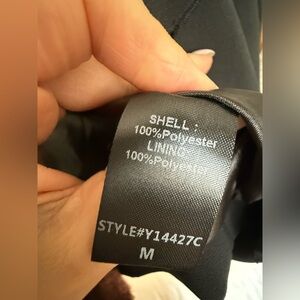 SHELL :
100%Polyester
LINING:
100%Polyester
STYLE#Y14427C
M